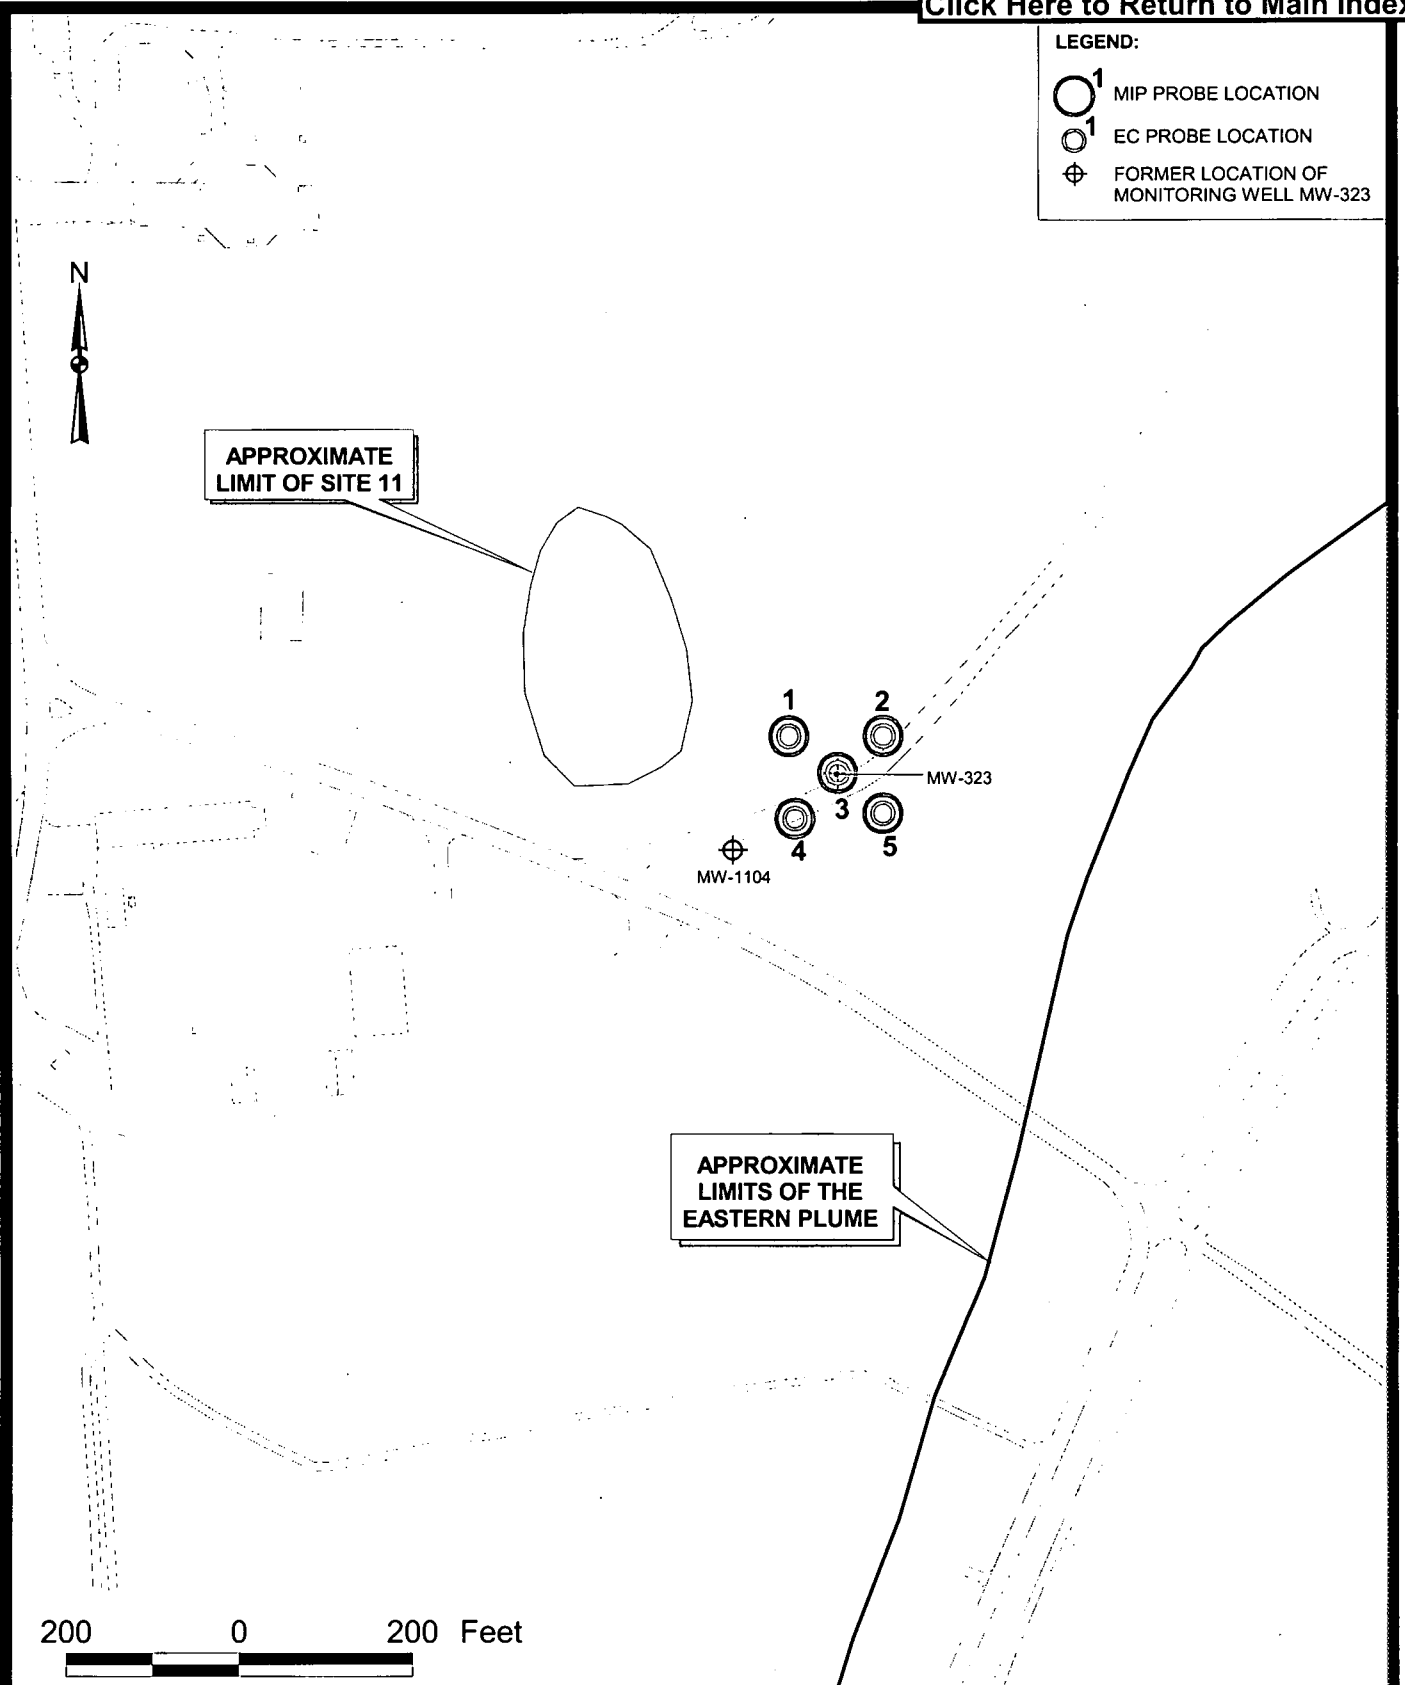 Click Here to Return to Main Index
LEGEND:
1 MIP PROBE LOCATION
1 EC PROBE LOCATION
FORMER LOCATION OF
MONITORING WELL MW-323
N
APPROXIMATE
LIMIT OF SITE 11
1
2
MW-323
3
4
5
MW-1104
APPROXIMATE
LIMITS OF THE
EASTERN PLUME
200 0 200 Feet